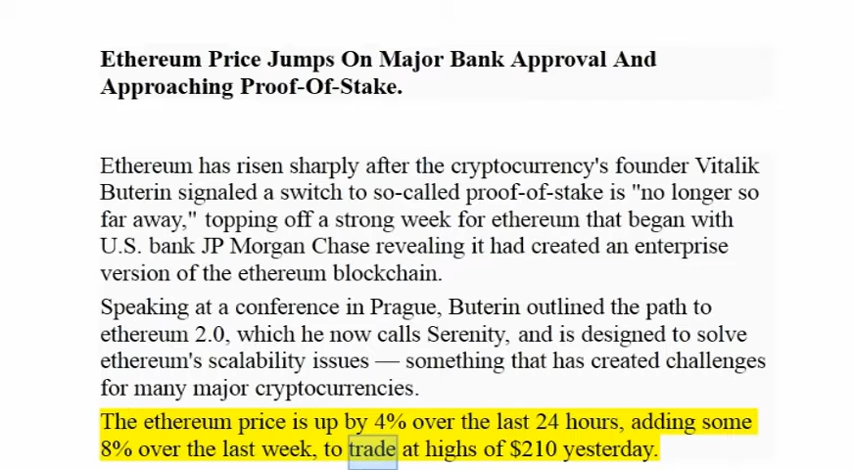 Ethereum Price Jumps On Major Bank Approval And
Approaching Proof-Of-Stake.
Ethereum has risen sharply after the cryptocurrency's founder Vitalik
Buterin signaled a switch to so-called proof-of-stake is "no longer so
far away," topping off a strong week for ethereum that began with
U.S. bank JP Morgan Chase revealing it had created an enterprise
version of the ethereum blockchain.
Speaking at a conference in Prague, Buterin outlined the path to
ethereum 2.0, which he now calls Serenity, and is designed to solve
ethereum's scalability issues — something that has created challenges
for many major cryptocurrencies.
The ethereum price is up by 4% over the last 24 hours, adding some
8% over the last week, to trade at highs of $210 yesterday.